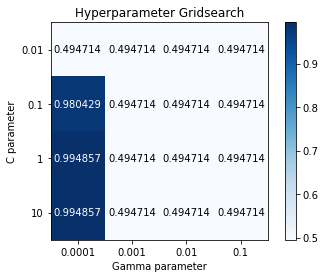 Hyperparameter Gridsearch
0.01 0.494714 0.494714 0.494714 0.494714
0.9
0.1 0.980429 0.494714 0.494714 0.494714
0.8
C parameter
0.7
1 0.994857 0.494714 0.494714 0.494714
0.6
10 0.994857 0.494714 0.494714 0.494714
0.5
0.0001 0.001 0.01 0.1
Gamma parameter